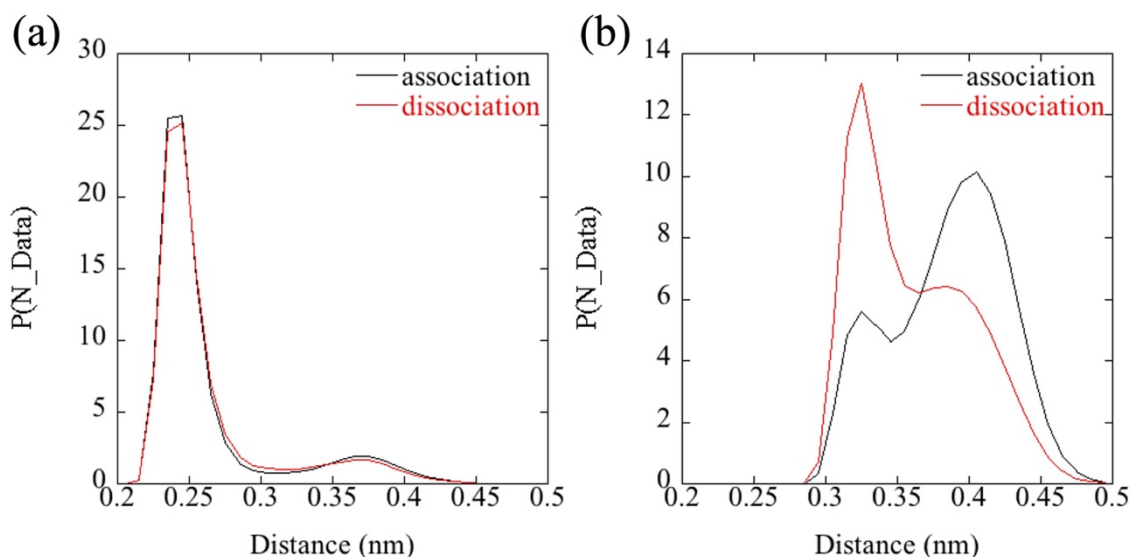 (a)
30
25
20
15
10
5
0
P(N_Data)
association
dissociation
0.2 0.25 0.3 0.35 0.4 0.45 0.5
Distance (nm)
(b)
14
12
10
8
6
4
2
0
P(N_Data)
association
dissociation
0.2 0.25 0.3 0.35 0.4 0.45 0.5
Distance (nm)